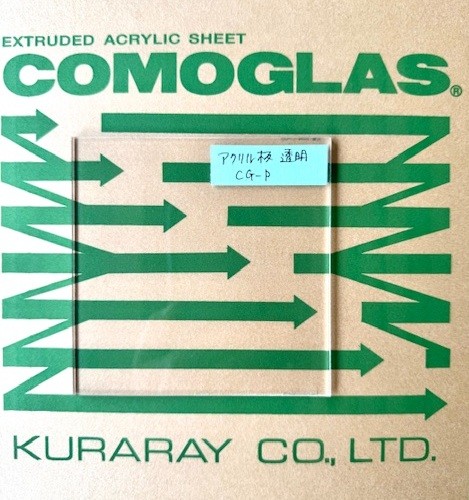 EXTRUDED ACRYLIC SHEET
COMOGLAS®
アクリル板 透明
CG-P
KURARAY CO., LTD.